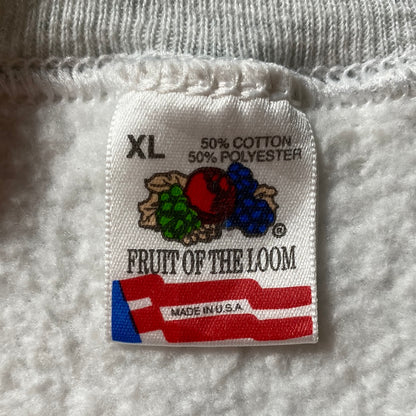 XL
50% COTTON
50% POLYESTER
®
FRUIT OF THE LOOM
MADE IN U.S.A.